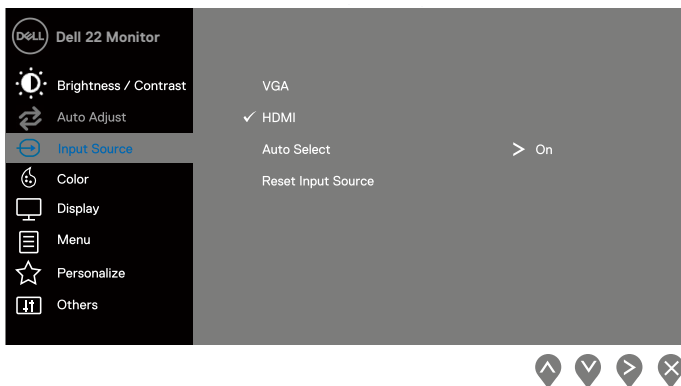 DELL Dell 22 Monitor
Brightness / Contrast
VGA
Auto Adjust
HDMI
Input Source
Auto Select
On
Color
Reset Input Source
Display
Menu
Personalize
Others